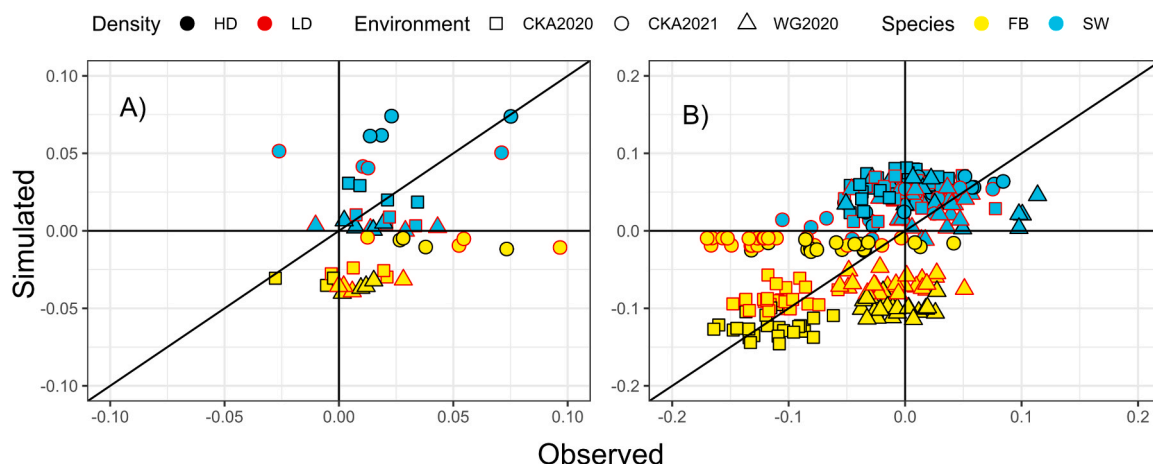 Density HD LD Environment CKA2020 CKA2021 WG2020 Species FB SW
A)
B)
Simulated
0.10
0.05
0.00
-0.05
-0.10
0.2
0.1
0.0
-0.1
-0.2
-0.10 -0.05 0.00 0.05 0.10
-0.2 -0.1 0.0 0.1 0.2
Observed